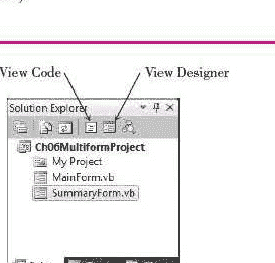 View Code
View Designer
Solution Explorer
Ch06MultiformProject
My Project
MainForm.vb
SummaryForm.vb